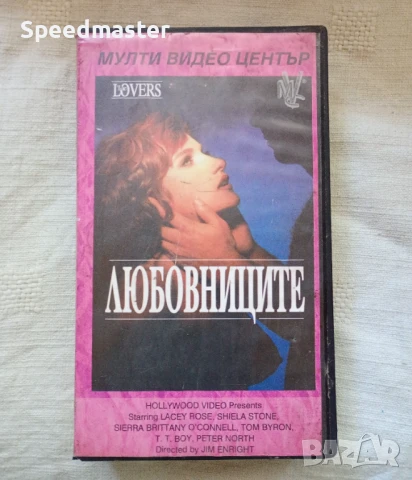 Speedmaster
МУЛТИ ВИДЕО ЦЕНТЪР
LOVERS
ЛЮБОВНИЦИТЕ
HOLLYWOOD VIDEO Presents
Starring LACEY ROSE, SHIELA STONE,
SIERRA BRITTANY O'CONNELL, TOM BYRON,
T. T. BOY, PETER NORTH
Directed by JIM ENRIGHT
BAZAR